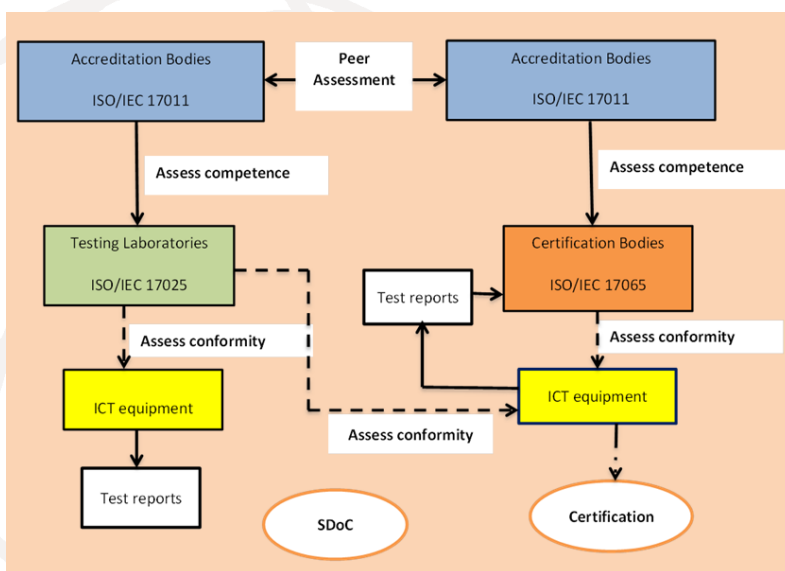 Accreditation Bodies
ISO/IEC 17011
Peer
Assessment
Accreditation Bodies
ISO/IEC 17011
Assess competence
Assess competence
Testing Laboratories
ISO/IEC 17025
Certification Bodies
ISO/IEC 17065
Test reports
Assess conformity
Assess conformity
ICT equipment
ICT equipment
Assess conformity
Test reports
SDoC
Certification